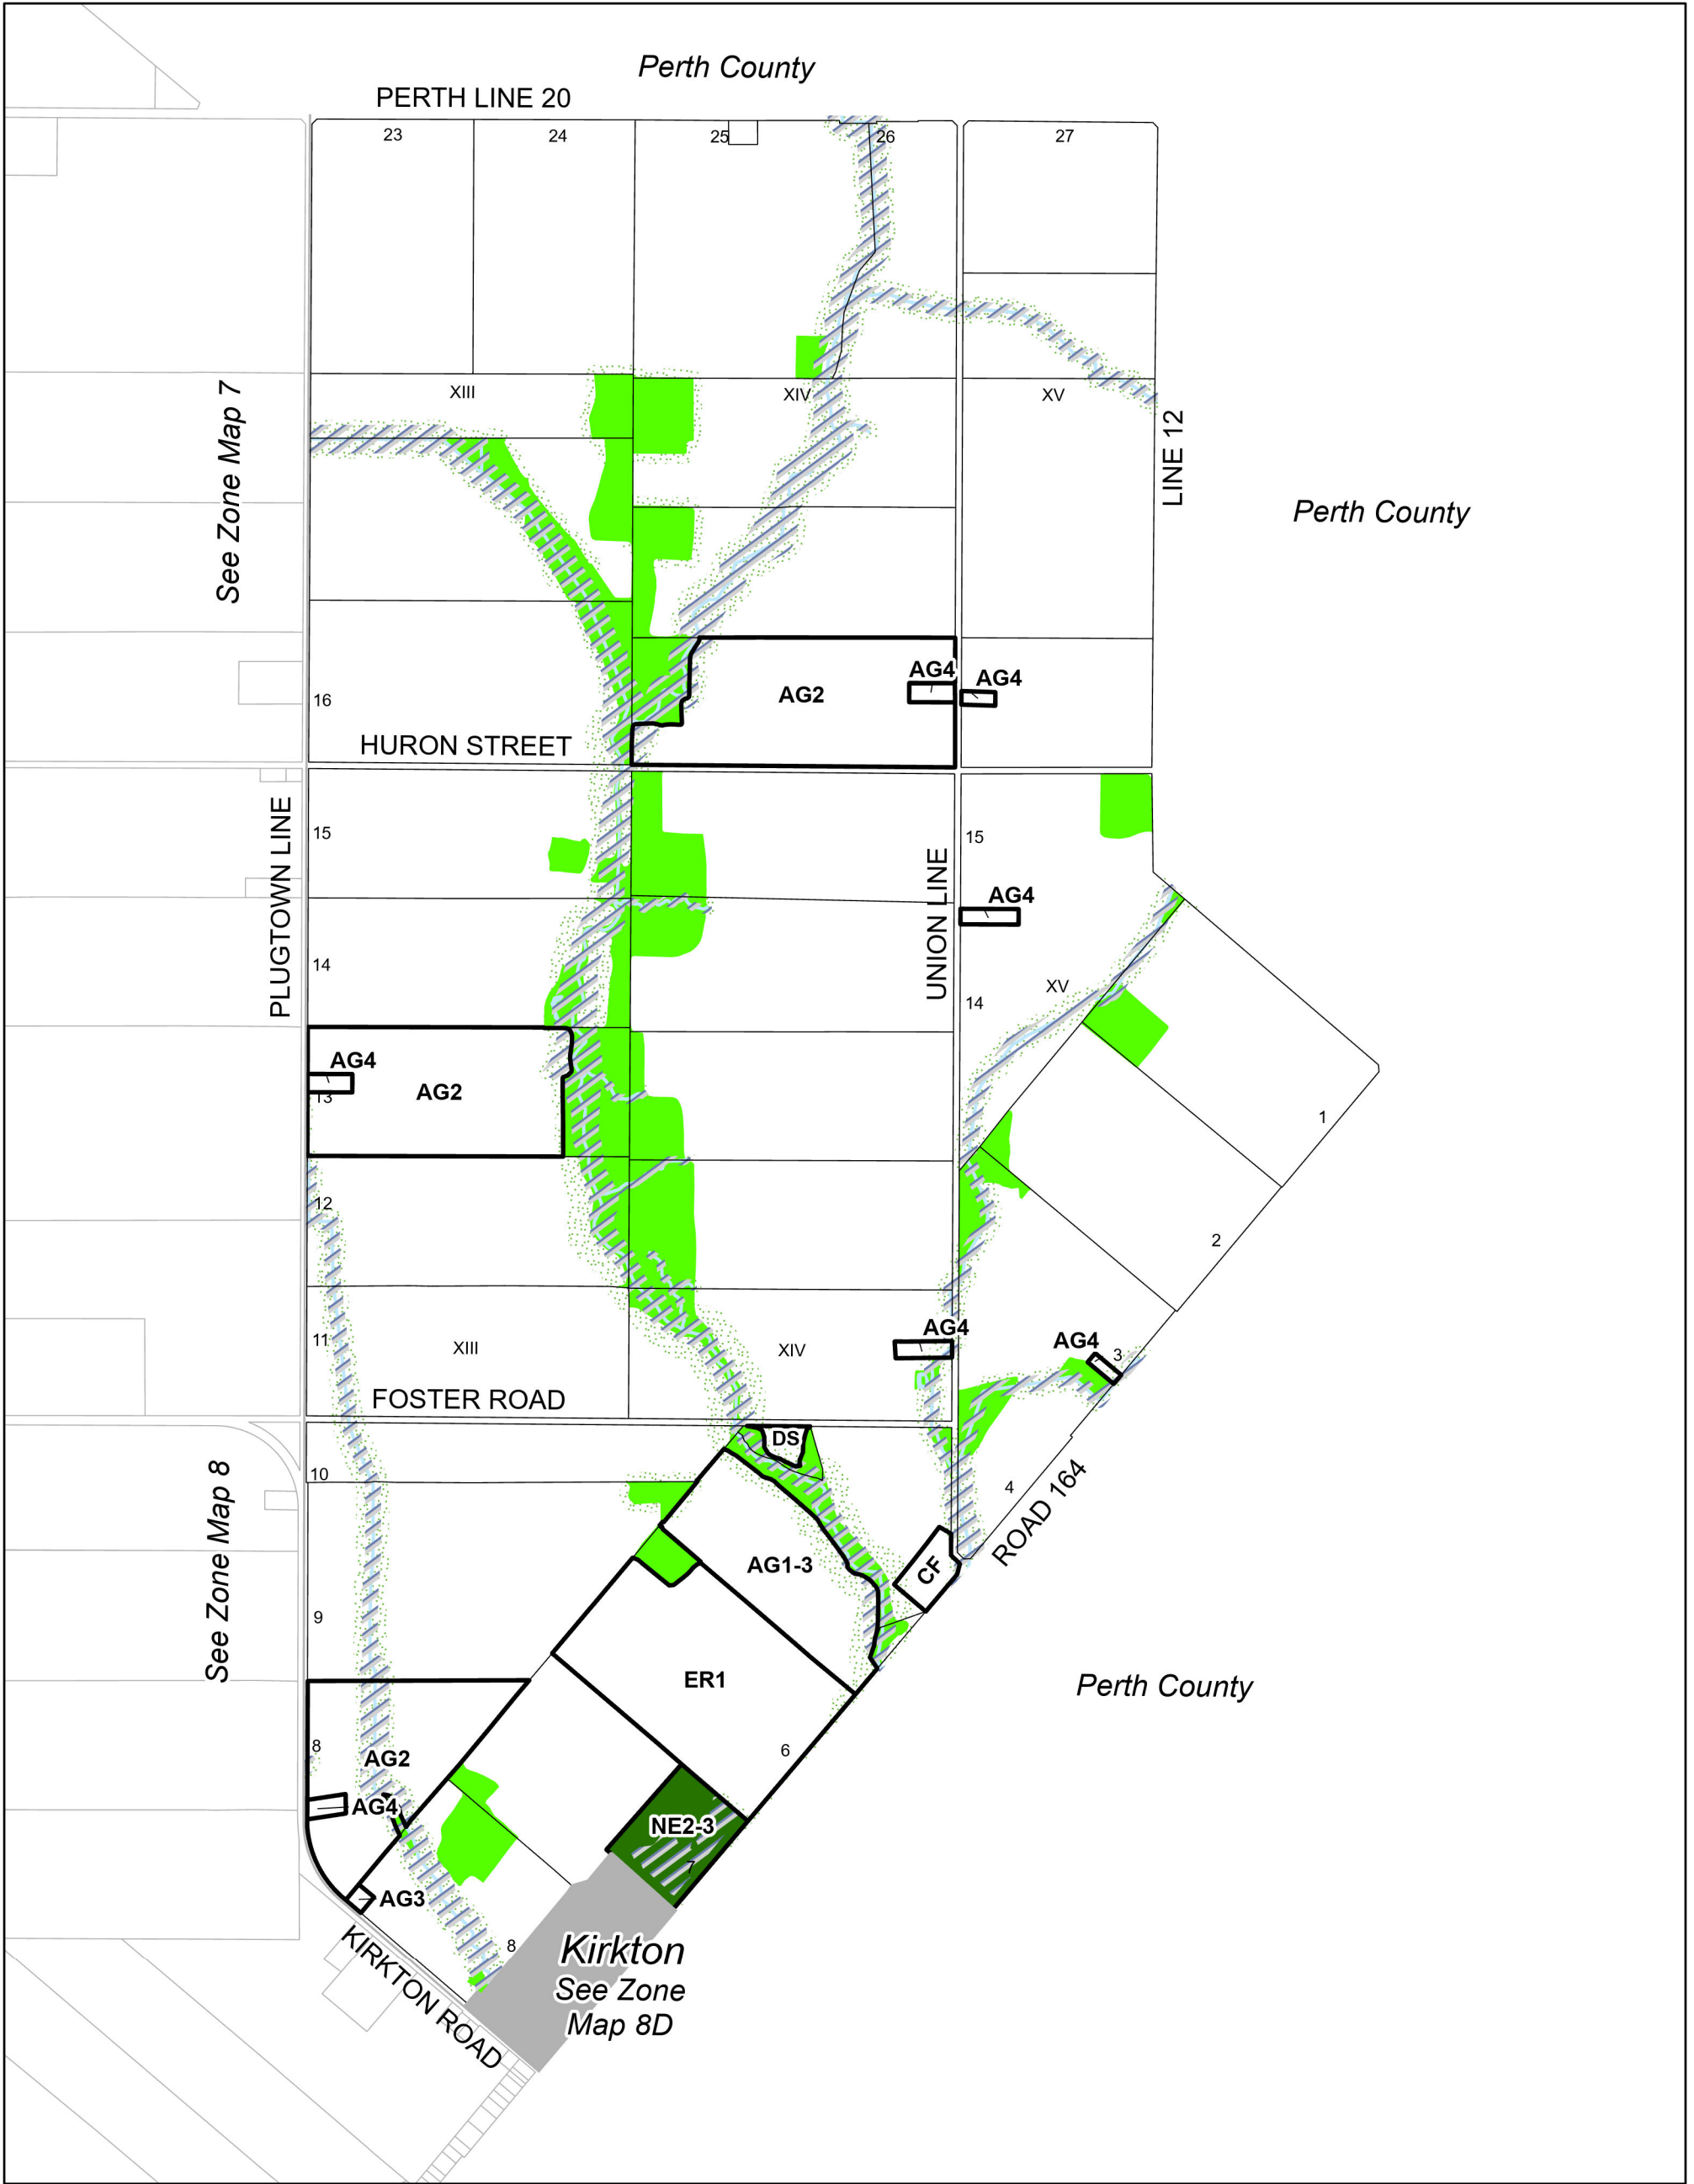 Perth County
PERTH LINE 20
23
24
25
26
27
XIII
XIV
XV
See Zone Map 7
LINE 12
Perth County
AG4
AG4
AG2
16
HURON STREET
PLUGTOWN LINE
15
15
UNION LINE
AG4
14
XV
14
AG4
AG2
13
1
12
2
11
XIII
XIV
AG4
AG4
3
FOSTER ROAD
DS
See Zone Map 8
10
4
ROAD 164
AG1-3
CF
9
ER1
Perth County
8
6
AG2
AG4
NE2-3
7
AG3
KIRKTON ROAD
8
Kirkton
See Zone
Map 8D